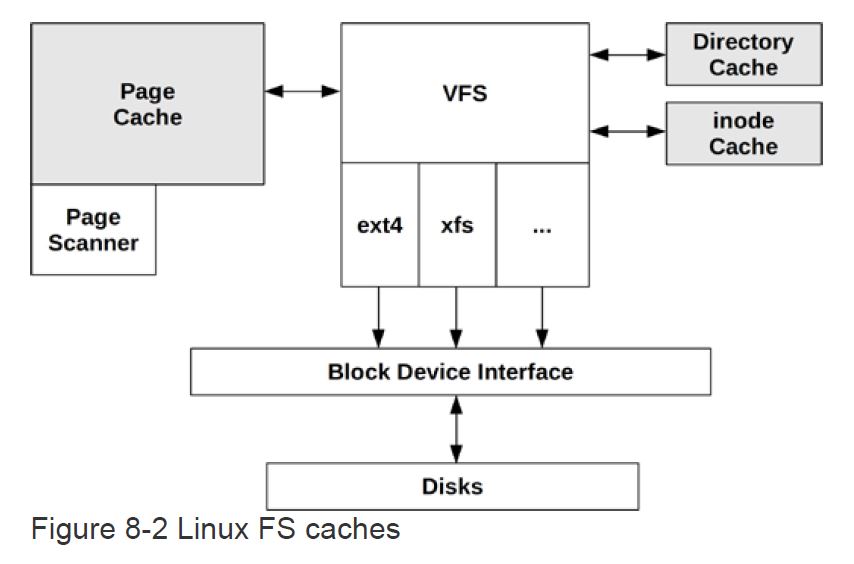 Page
Cache
VFS
Directory
Cache
inode
Cache
Page
Scanner
ext4
xfs
...
Block Device Interface
Disks
Figure 8-2 Linux FS caches